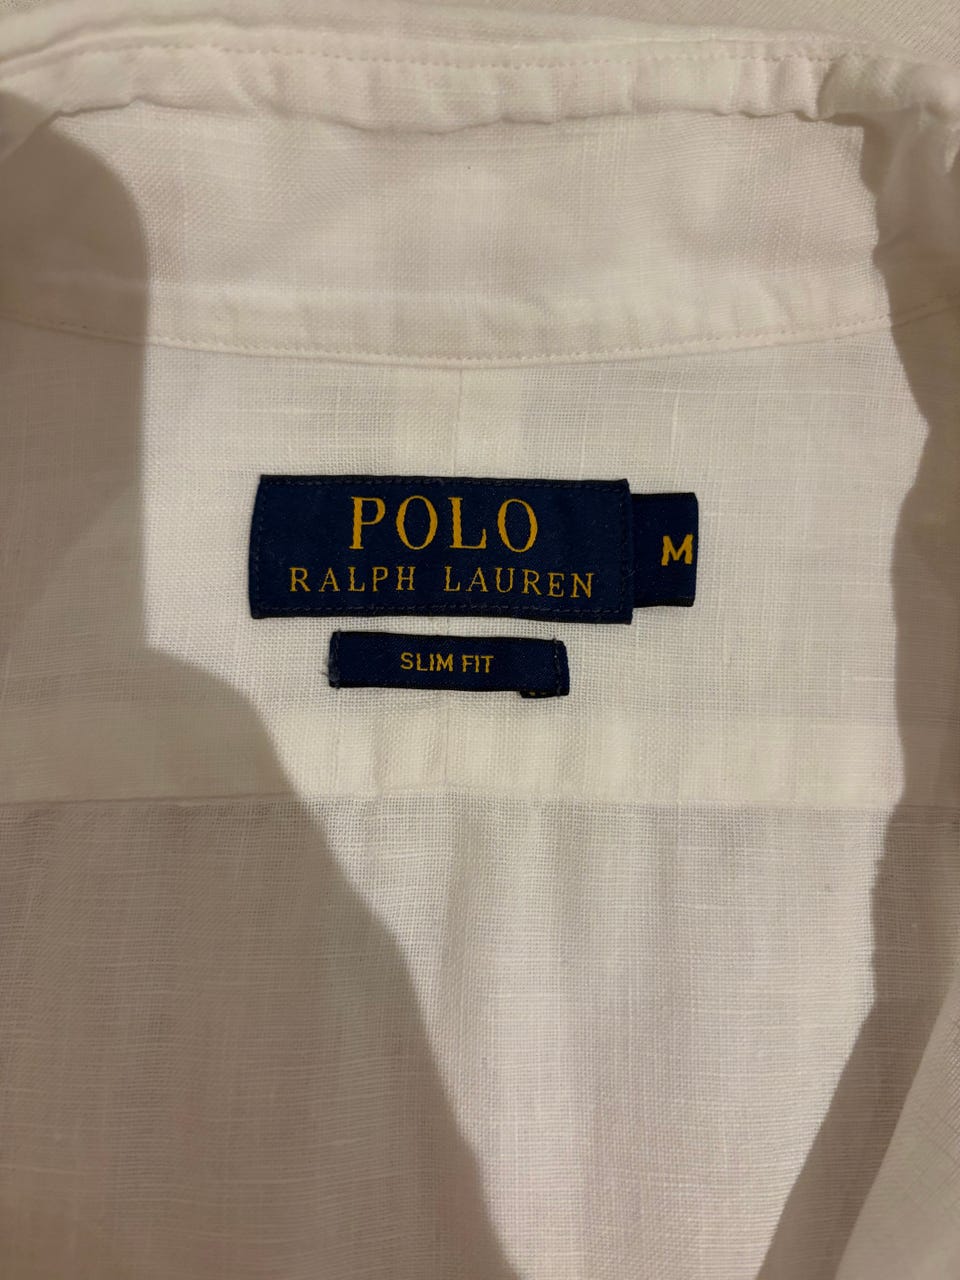 POLO
RALPH LAUREN
M
SLIM FIT